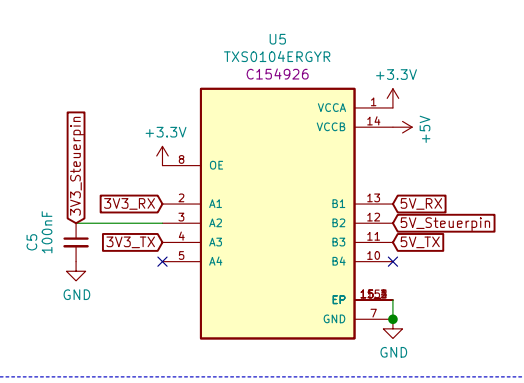 U5
TXS0104ERGYR
C154926
+3.3V
VCCA 1
VCCB 14
+5V
+3.3V
8 OE
3V3_Steuerpin
3V3_RX 2 A1
B1 13 5V_RX
3 A2
B2 12 5V_Steuerpin
3V3_TX 4 A3
B3 11 5V_TX
5 A4
B4 10
C5
100nF
GND
EP
GND 7
GND